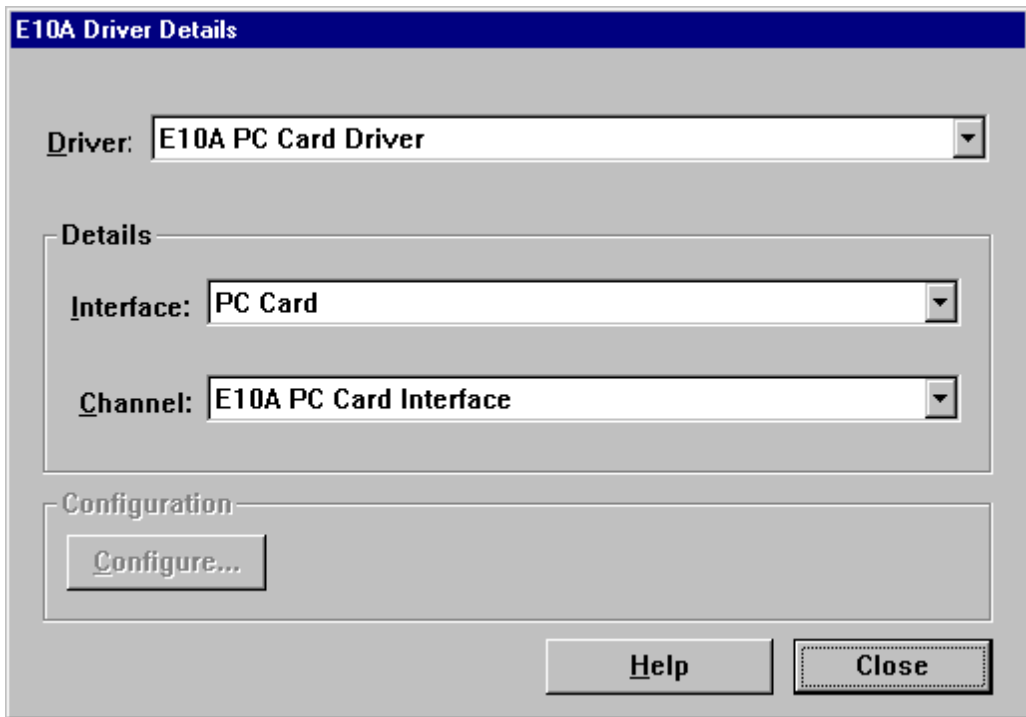 E10A Driver Details
Driver: E10A PC Card Driver
Details
Interface: PC Card
Channel: E10A PC Card Interface
Configuration
Configure...
Help Close